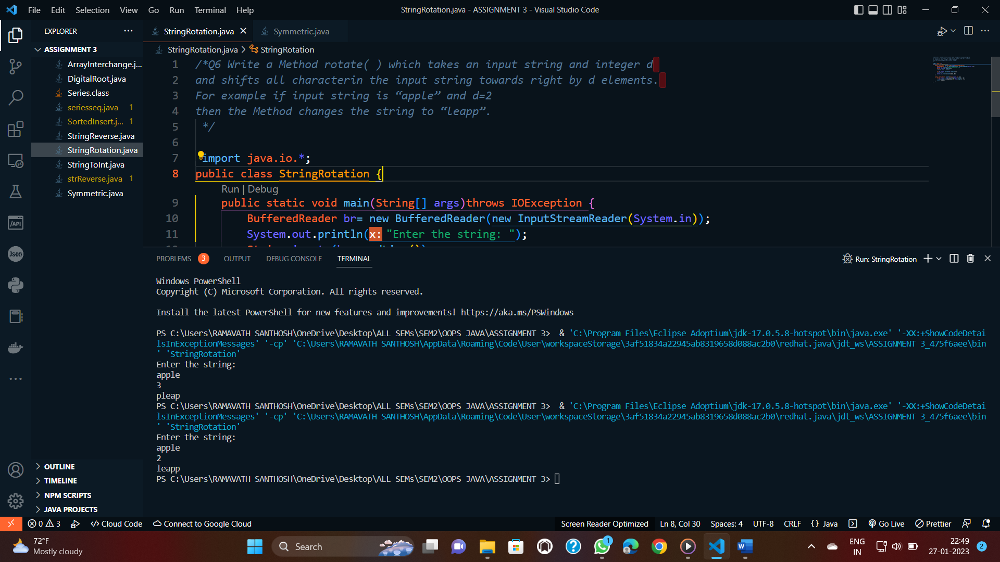 File Edit Selection View Go Run Terminal Help
StringRotation.java - ASSIGNMENT 3 - Visual Studio Code
EXPLORER
ASSIGNMENT 3
ArrayInterchange.j...
DigitalRoot.java
Series.class
seriesseq.java 1
SortedInsert.j... 1
StringReverse.java
StringRotation.java
StringToInt.java
strReverse.java 1
Symmetric.java
OUTLINE
TIMELINE
NPM SCRIPTS
JAVA PROJECTS
StringRotation.java
Symmetric.java
StringRotation.java > StringRotation
1 /*Q6 Write a Method rotate( ) which takes an input string and integer d
2 and shifts all characterin the input string towards right by d elements.
3 For example if input string is “apple” and d=2
4 then the Method changes the string to “leapp”.
5 */
6
7 import java.io.*;
8 public class StringRotation {
Run | Debug
9 public static void main(String[] args)throws IOException {
10 BufferedReader br= new BufferedReader(new InputStreamReader(System.in));
11 System.out.println(x: "Enter the string: ");
PROBLEMS 3 OUTPUT DEBUG CONSOLE TERMINAL
Run: StringRotation
Windows PowerShell
Copyright (C) Microsoft Corporation. All rights reserved.
Install the latest PowerShell for new features and improvements! https://aka.ms/PSWindows
PS C:\Users\RAMAVATH SANTHOSH\OneDrive\Desktop\ALL SEMs\SEM2\OOPS JAVA\ASSIGNMENT 3> & 'C:\Program Files\Eclipse Adoptium\jdk-17.0.5.8-hotspot\bin\java.exe' '-XX:+ShowCodeDetai
lsInExceptionMessages' '-cp' 'C:\Users\RAMAVATH SANTHOSH\AppData\Roaming\Code\User\workspaceStorage\3af51834a22945ab8319658d088ac2b0\redhat.java\jdt_ws\ASSIGNMENT 3_475f6aee\bin
' 'StringRotation'
Enter the string:
apple
3
pleap
PS C:\Users\RAMAVATH SANTHOSH\OneDrive\Desktop\ALL SEMs\SEM2\OOPS JAVA\ASSIGNMENT 3> & 'C:\Program Files\Eclipse Adoptium\jdk-17.0.5.8-hotspot\bin\java.exe' '-XX:+ShowCodeDetai
lsInExceptionMessages' '-cp' 'C:\Users\RAMAVATH SANTHOSH\AppData\Roaming\Code\User\workspaceStorage\3af51834a22945ab8319658d088ac2b0\redhat.java\jdt_ws\ASSIGNMENT 3_475f6aee\bin
' 'StringRotation'
Enter the string:
apple
2
leapp
PS C:\Users\RAMAVATH SANTHOSH\OneDrive\Desktop\ALL SEMs\SEM2\OOPS JAVA\ASSIGNMENT 3>
0 3 Cloud Code Connect to Google Cloud
Screen Reader Optimized Ln 8, Col 30 Spaces: 4 UTF-8 CRLF {} Java Go Live Prettier
72°F
Mostly cloudy
Search
1
ENG
IN
22:49
27-01-2023
2